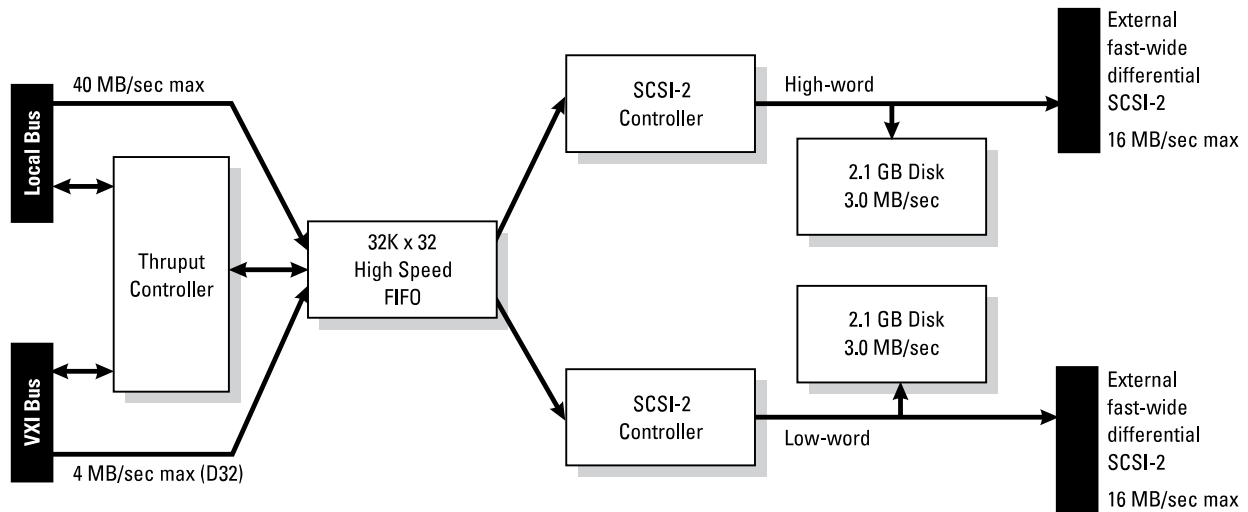 Local Bus
40 MB/sec max
Thruput
Controller
VXI Bus
4 MB/sec max (D32)
32K x 32
High Speed
FIFO
SCSI-2
Controller
High-word
2.1 GB Disk
3.0 MB/sec
External
fast-wide
differential
SCSI-2
16 MB/sec max
SCSI-2
Controller
Low-word
2.1 GB Disk
3.0 MB/sec
External
fast-wide
differential
SCSI-2
16 MB/sec max